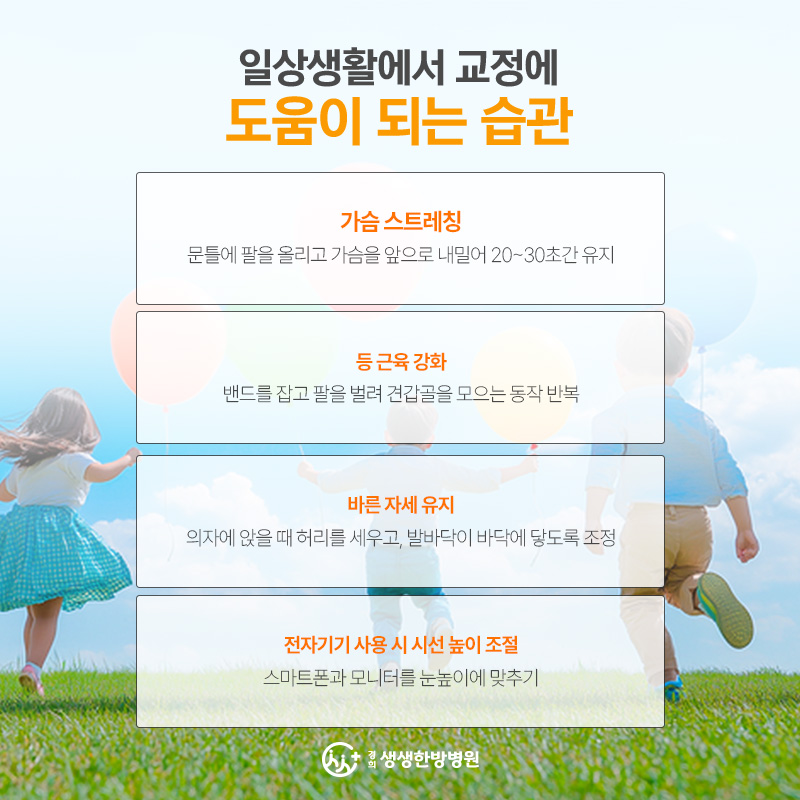 일상생활에서 교정에
도움이 되는 습관
가슴 스트레칭
문틀에 팔을 올리고 가슴을 앞으로 내밀어 20~30초간 유지
등 근육 강화
밴드를 잡고 팔을 벌려 견갑골을 모으는 동작 반복
바른 자세 유지
의자에 앉을 때 허리를 세우고, 발바닥이 바닥에 닿도록 조정
전자기기 사용 시 시선 높이 조절
스마트폰과 모니터를 눈높이에 맞추기
경희 생생한방병원